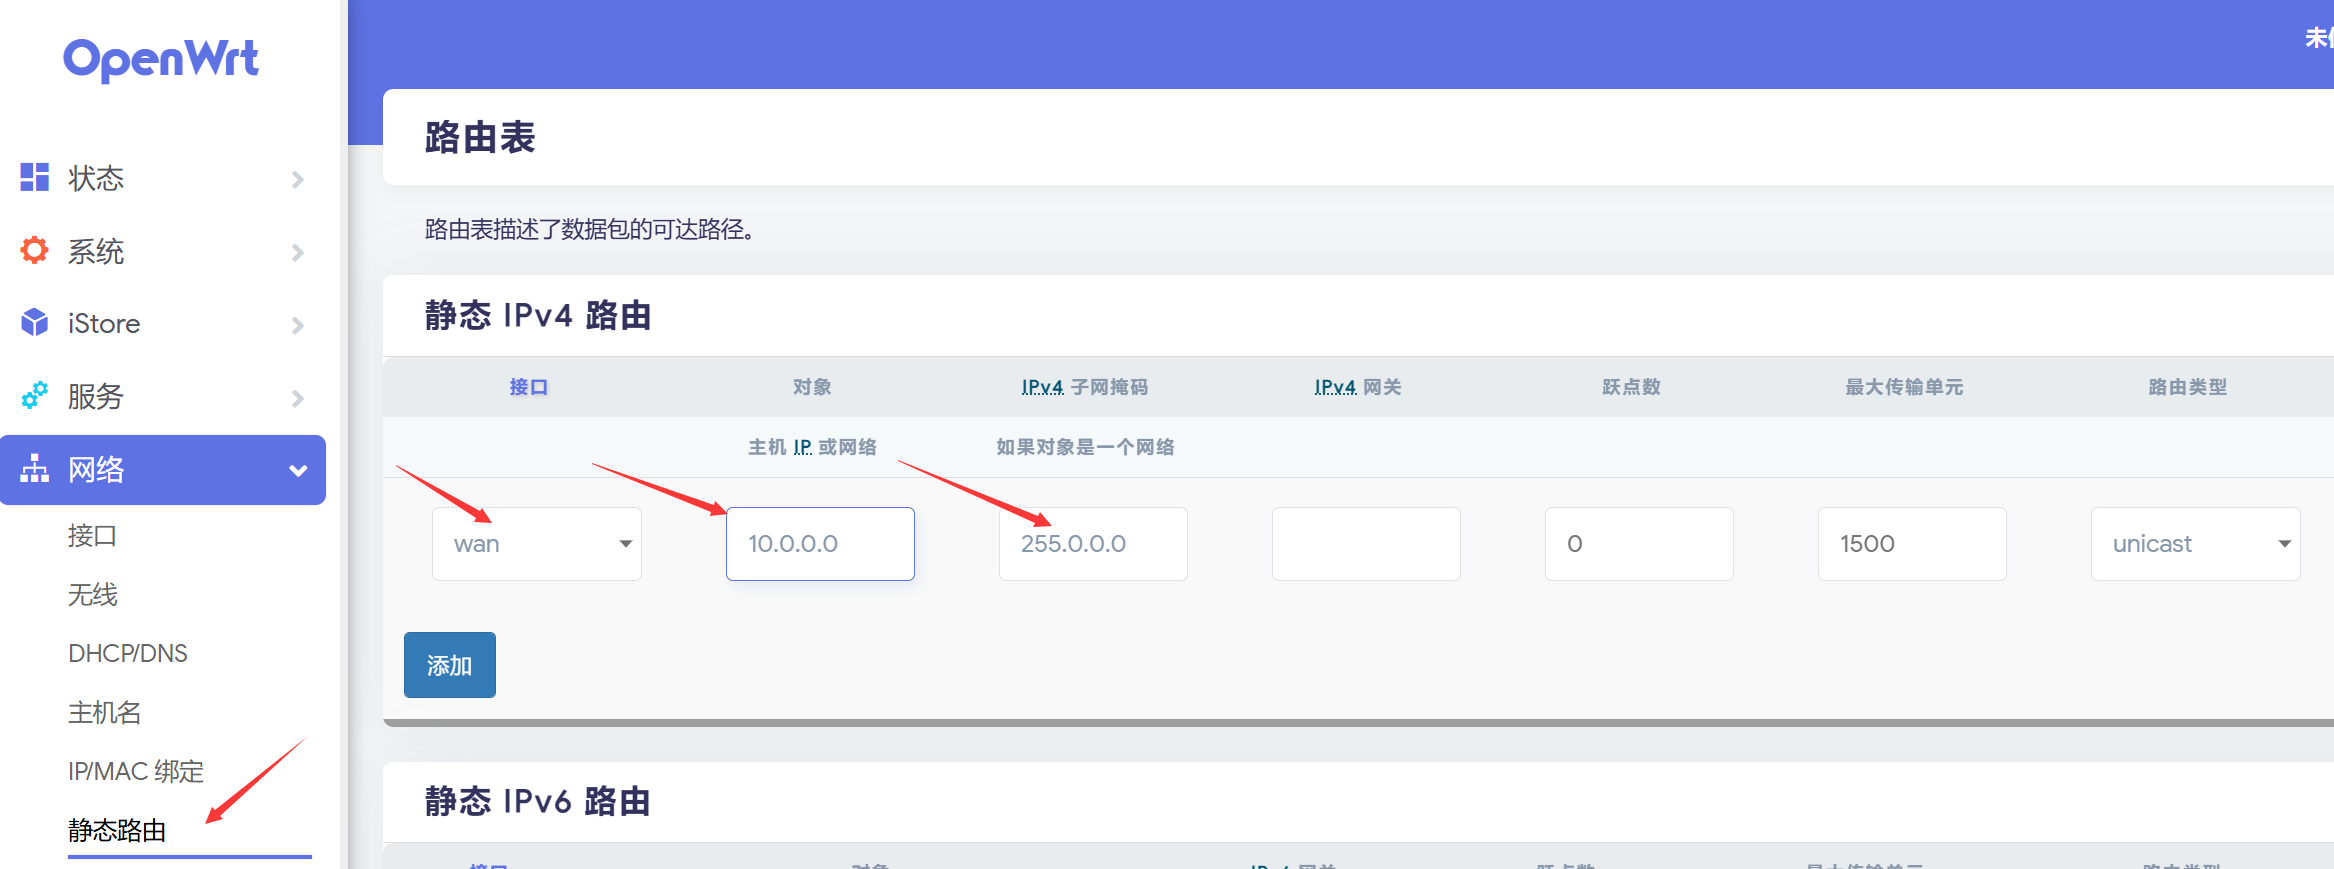 OpenWrt
状态
系统
iStore
服务
网络
接口
无线
DHCP/DNS
主机名
IP/MAC 绑定
静态路由
路由表
路由表描述了数据包的可达路径。
静态 IPv4 路由
接口 对象 IPv4 子网掩码 IPv4 网关 跃点数 最大传输单元 路由类型
主机 IP 或网络 如果对象是一个网络
wan 10.0.0.0 255.0.0.0 0 1500 unicast
添加
静态 IPv6 路由